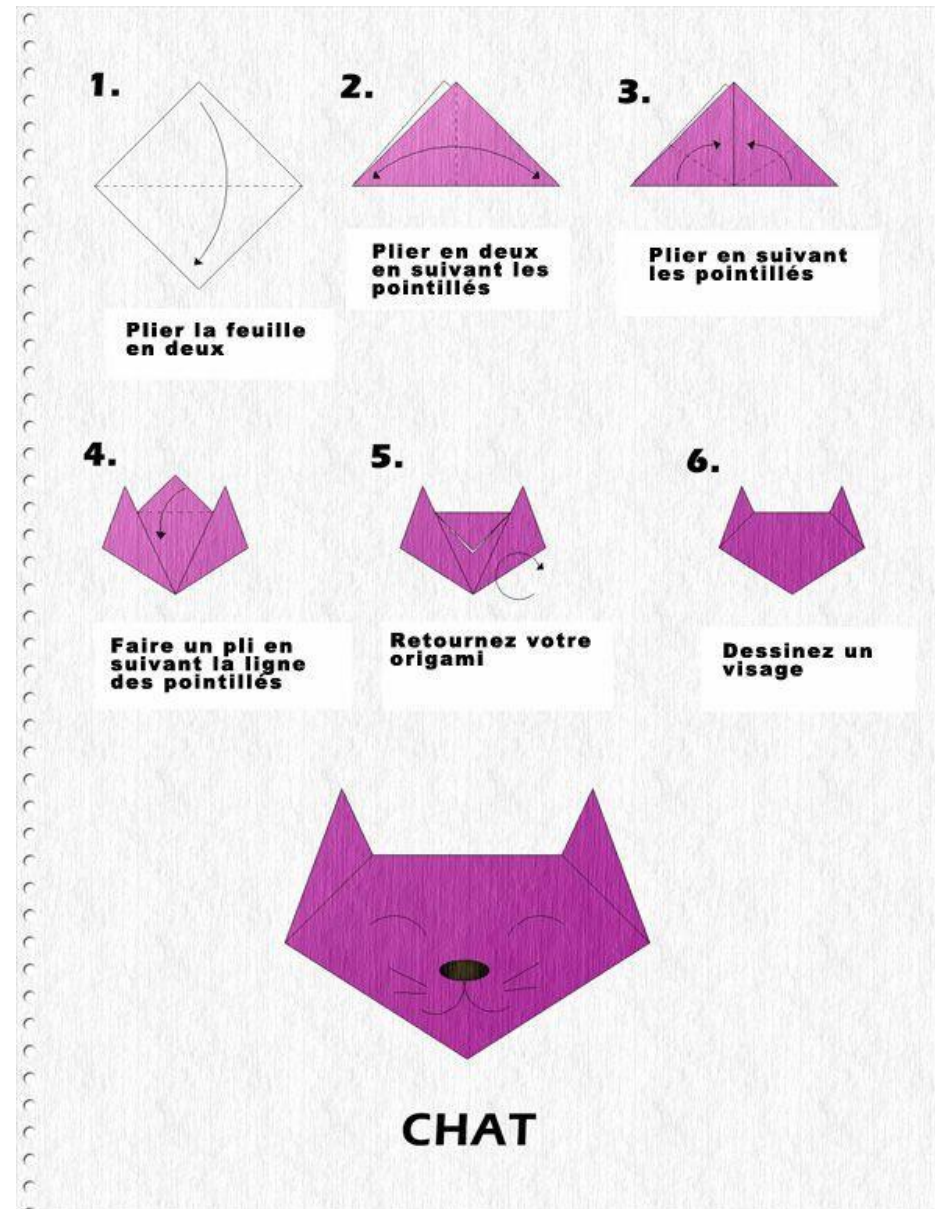 1.
Plier la feuille
en deux
2.
Plier en deux
en suivant les
pointillés
3.
Plier en suivant
les pointillés
4.
Faire un pli en
suivant la ligne
des pointillés
5.
Retournez votre
origami
6.
Dessinez un
visage
CHAT